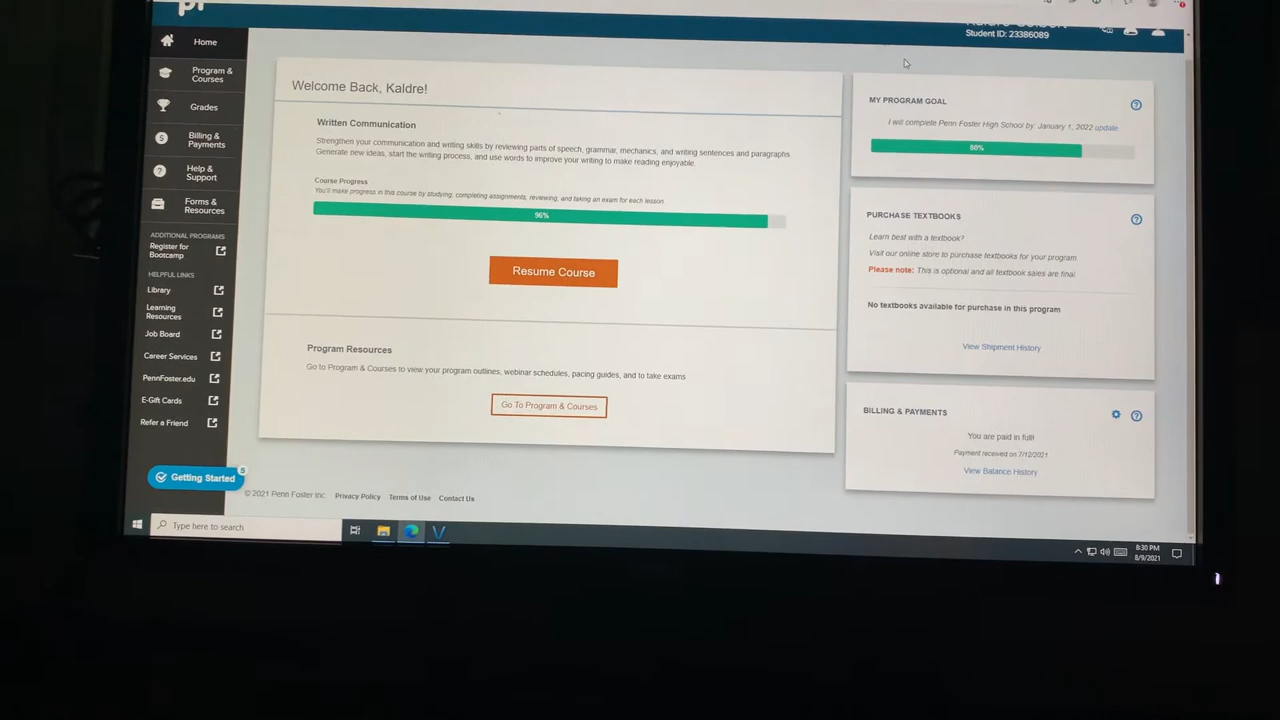 Student ID: 23386089
Home
Program &
Courses
Grades
Billing &
Payments
Help &
Support
Forms &
Resources
ADDITIONAL PROGRAMS
Register for
Bootcamp
HELPFUL LINKS
Library
Learning
Resources
Job Board
Career Services
PennFoster.edu
E-Gift Cards
Refer a Friend
Getting Started
5
Welcome Back, Kaldre!
Written Communication
Strengthen your communication and writing skills by reviewing parts of speech, grammar, mechanics, and writing sentences and paragraphs
Generate new ideas, start the writing process, and use words to improve your writing to make reading enjoyable.
Course Progress
You'll make progress in this course by studying, completing assignments, reviewing, and taking an exam for each lesson.
96%
Resume Course
Program Resources
Go to Program & Courses to view your program outlines, webinar schedules, pacing guides, and to take exams
Go To Program & Courses
MY PROGRAM GOAL
I will complete Penn Foster High School by: January 1, 2022 update
80%
PURCHASE TEXTBOOKS
Learn best with a textbook?
Visit our online store to purchase textbooks for your program
Please note: This is optional and all textbook sales are final
No textbooks available for purchase in this program
View Shipment History
BILLING & PAYMENTS
You are paid in full!
Payment received on 7/12/2021
View Balance History
© 2021 Penn Foster Inc. Privacy Policy Terms of Use Contact Us
Type here to search
8:30 PM
8/9/2021